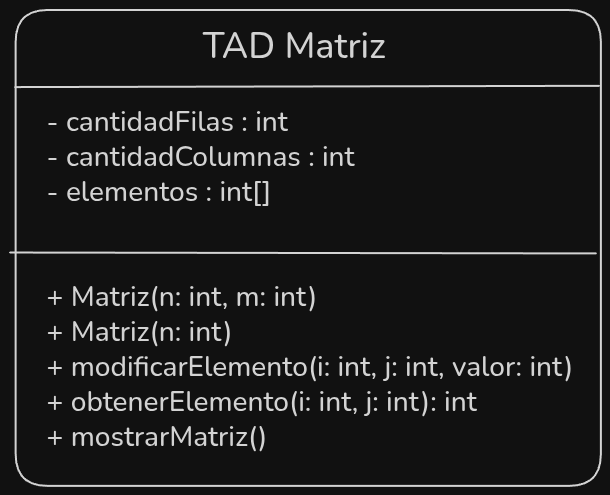 TAD Matriz
- cantidadFilas : int
- cantidadColumnas : int
- elementos : int[]
+ Matriz(n: int, m: int)
+ Matriz(n: int)
+ modificarElemento(i: int, j: int, valor: int)
+ obtenerElemento(i: int, j: int): int
+ mostrarMatriz()